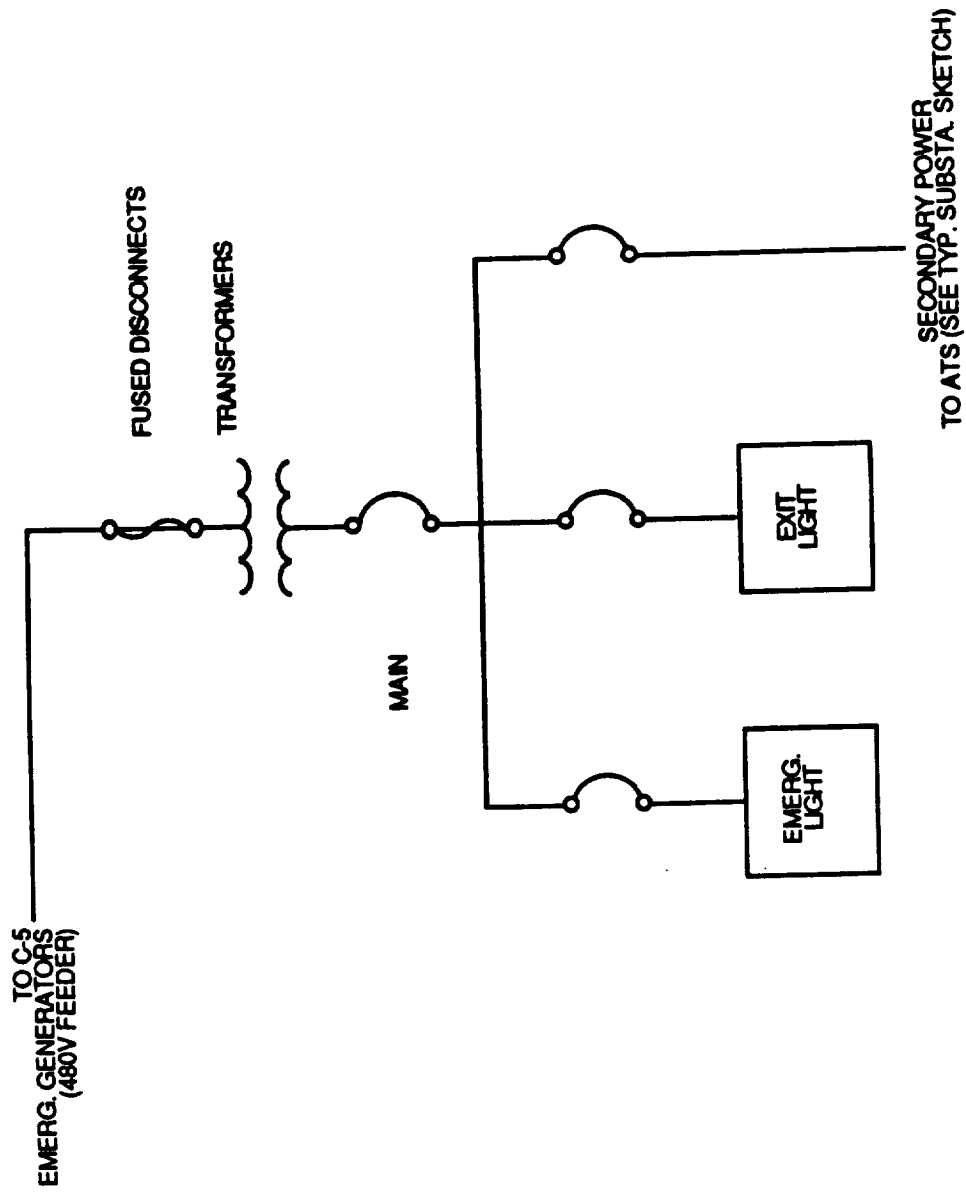 TO C-5
EMERG. GENERATORS
(480V FEEDER)
FUSED DISCONNECTS
TRANSFORMERS
MAIN
EMERG.
LIGHT
EXIT
LIGHT
SECONDARY POWER
TO ATS (SEE TYP. SUBSTA. SKETCH)